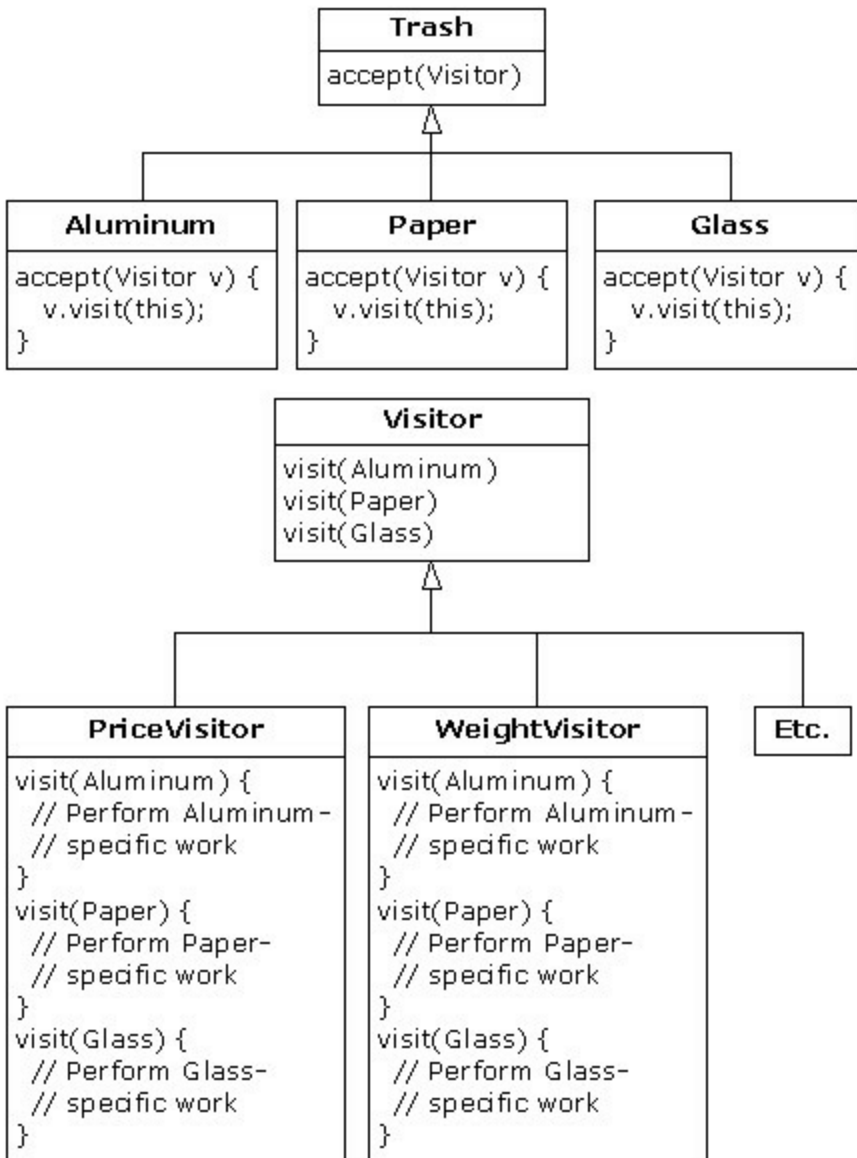 Trash
accept(Visitor)
Aluminum
accept(Visitor v) {
v.visit(this);
}
Paper
accept(Visitor v) {
v.visit(this);
}
Glass
accept(Visitor v) {
v.visit(this);
}
Visitor
visit(Aluminum)
visit(Paper)
visit(Glass)
PriceVisitor
visit(Aluminum) {
// Perform Aluminum-
// specific work
}
visit(Paper) {
// Perform Paper-
// specific work
}
visit(Glass) {
// Perform Glass-
// specific work
}
WeightVisitor
visit(Aluminum) {
// Perform Aluminum-
// specific work
}
visit(Paper) {
// Perform Paper-
// specific work
}
visit(Glass) {
// Perform Glass-
// specific work
}
Etc.